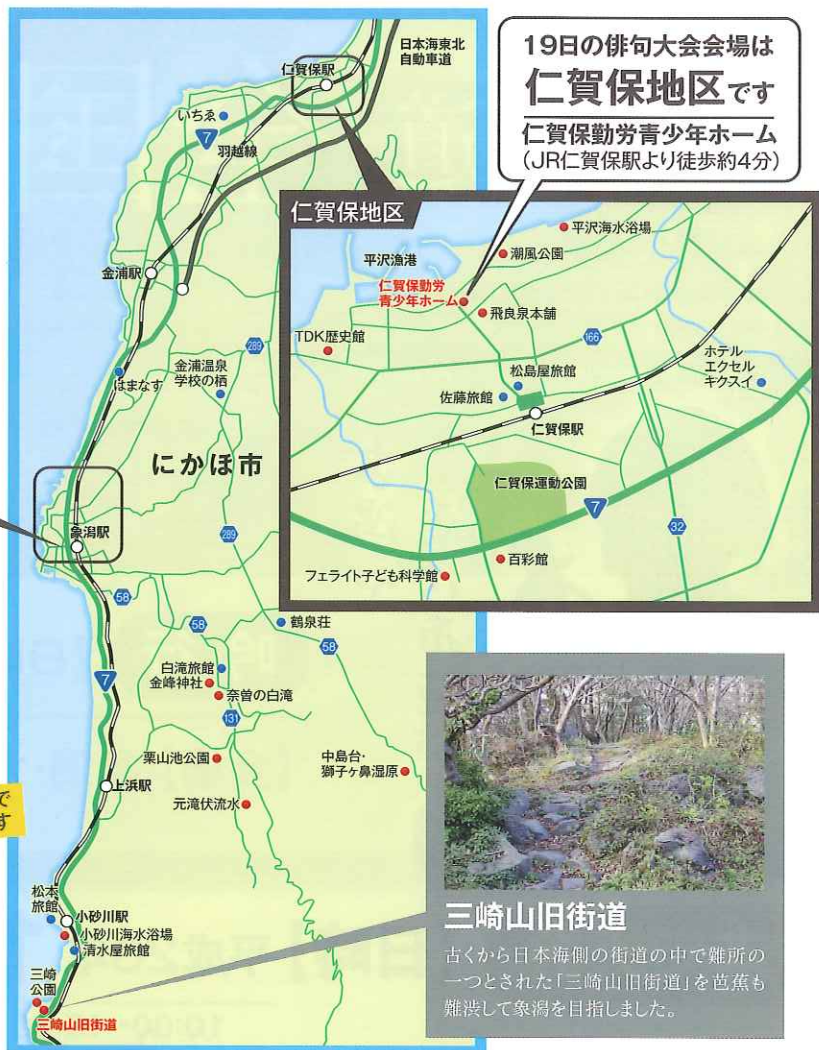 19日の俳句大会会場は
仁賀保地区です
仁賀保勤労青少年ホーム
(JR仁賀保駅より徒歩約4分)
日本海東北
自動車道
仁賀保駅
いちゑ
7
羽越線
金浦駅
289
金浦温泉
学校の栖
はまなす
にかほ市
象潟駅
289
58
58
鶴泉荘
58
7
白滝旅館
金峰神社
奈曽の白滝
131
栗山池公園
中島台・
獅子ヶ鼻湿原
上浜駅
元滝伏流水
で
す
松本
旅館
小砂川駅
小砂川海水浴場
清水屋旅館
三崎
公園
三崎山旧街道
仁賀保地区
平沢海水浴場
平沢漁港
潮風公園
仁賀保勤労
青少年ホーム
飛良泉本舗
TDK歴史館
166
松島屋旅館
ホテル
エクセル
キクスイ
佐藤旅館
仁賀保駅
仁賀保運動公園
7
32
百彩館
フェライト子ども科学館
三崎山旧街道
古くから日本海側の街道の中で難所の
一つとされた「三崎山旧街道」を芭蕉も
難渋して象潟を目指しました。